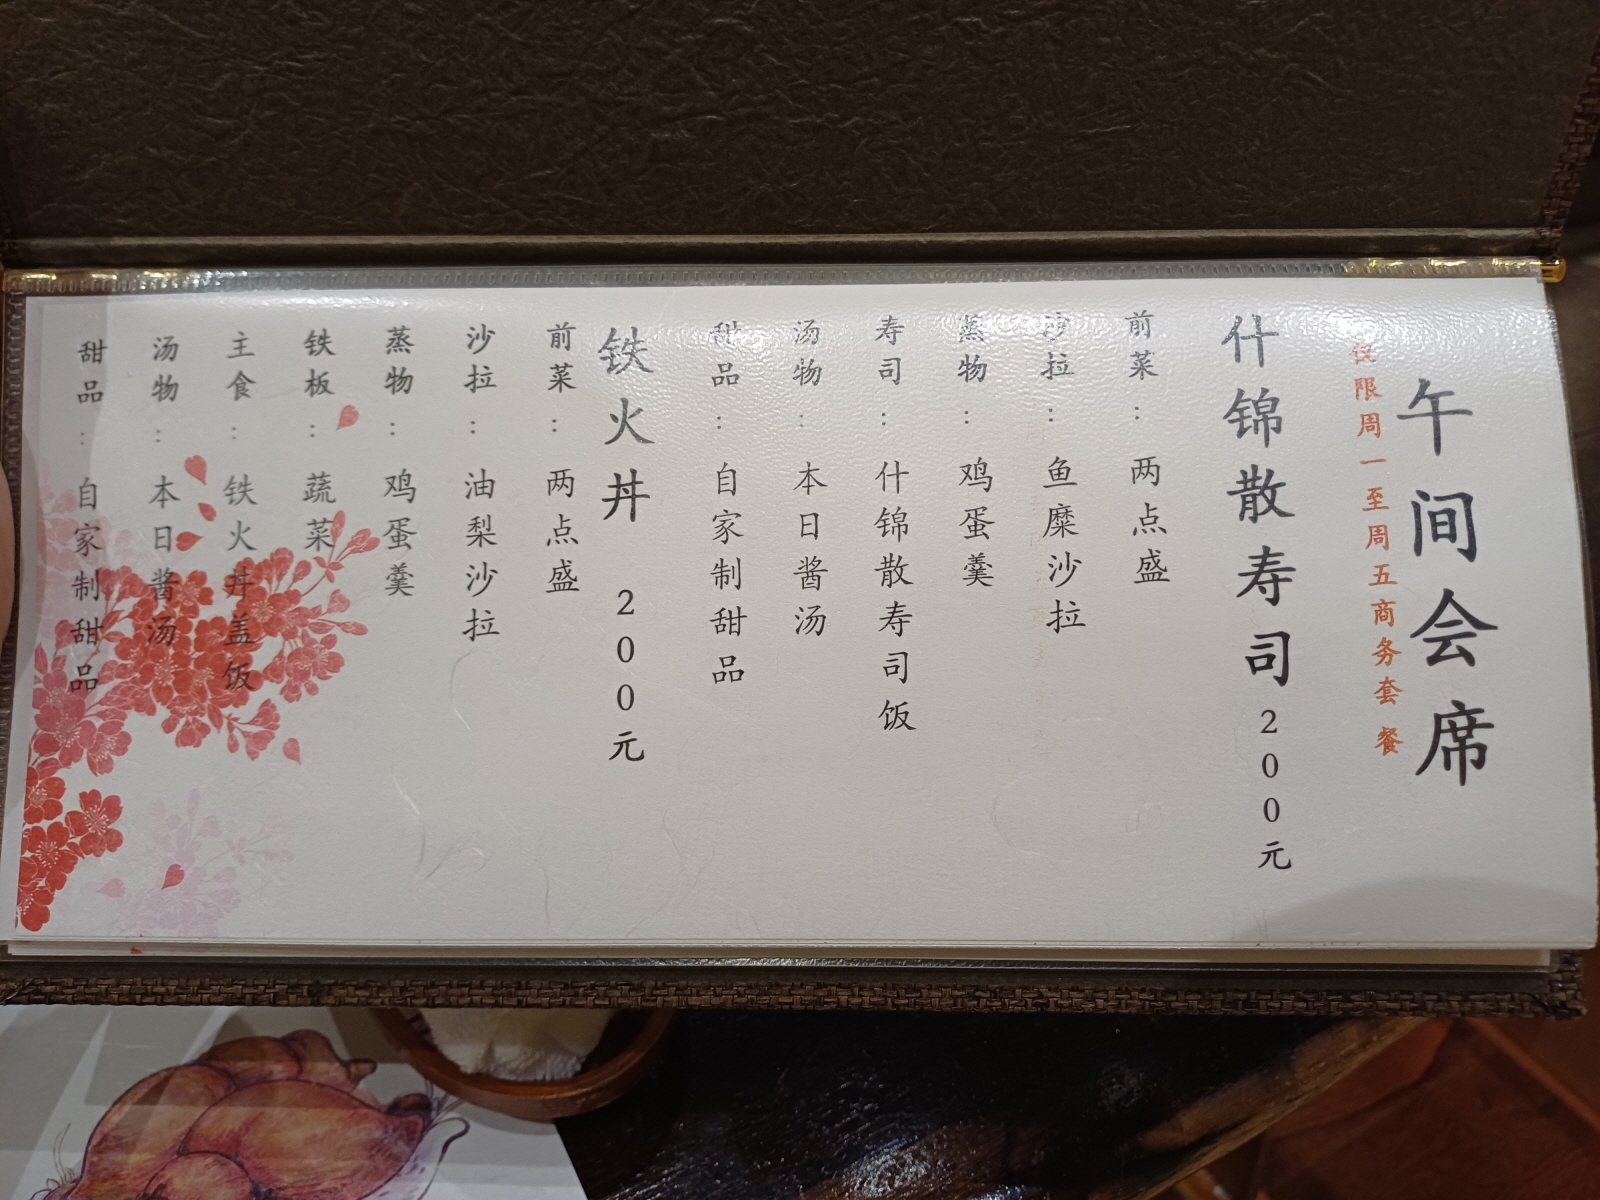 午间会席
仅限周一至周五商务套餐
什锦散寿司200元
前菜：两点盛
沙拉：鱼糜沙拉
蒸物：鸡蛋羹
寿司：什锦散寿司饭
汤物：本日酱汤
甜品：自家制甜品
铁火丼 200元
前菜：两点盛
沙拉：油梨沙拉
蒸物：鸡蛋羹
铁板：蔬菜
主食：铁火丼盖饭
汤物：本日酱汤
甜品：自家制甜品